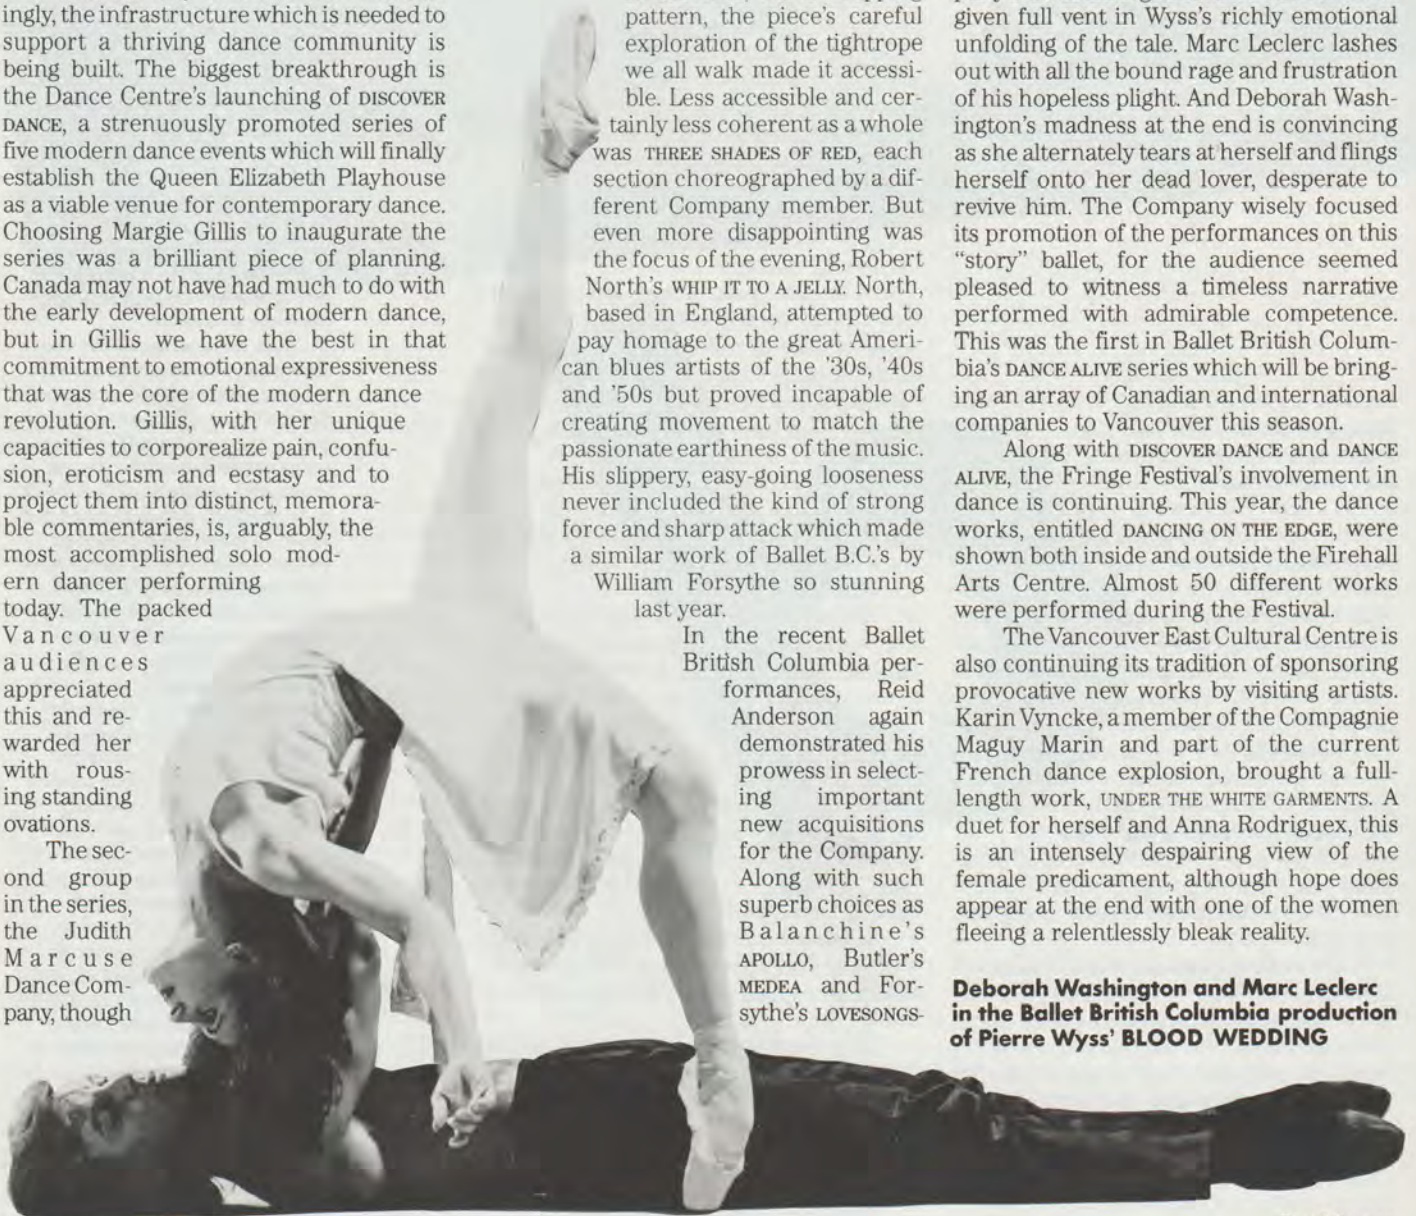 ingly, the infrastructure which is needed to
support a thriving dance community is
being built. The biggest breakthrough is
the Dance Centre's launching of DISCOVER
DANCE, a strenuously promoted series of
five modern dance events which will finally
establish the Queen Elizabeth Playhouse
as a viable venue for contemporary dance.
Choosing Margie Gillis to inaugurate the
series was a brilliant piece of planning.
Canada may not have had much to do with
the early development of modern dance,
but in Gillis we have the best in that
commitment to emotional expressiveness
that was the core of the modern dance
revolution. Gillis, with her unique
capacities to corporealize pain, confu-
sion, eroticism and ecstasy and to
project them into distinct, memora-
ble commentaries, is, arguably, the
most accomplished solo mod-
ern dancer performing
today. The packed
Vancouver
audiences
appreciated
this and re-
warded her
with rous-
ing standing
ovations.
The sec-
ond group
in the series,
the Judith
Marcuse
Dance Com-
pany, though
pattern, the piece's careful
exploration of the tightrope
we all walk made it accessi-
ble. Less accessible and cer-
tainly less coherent as a whole
was THREE SHADES OF RED, each
section choreographed by a dif-
ferent Company member. But
even more disappointing was
the focus of the evening, Robert
North's WHIP IT TO A JELLY. North,
based in England, attempted to
pay homage to the great Ameri-
can blues artists of the '30s, '40s
and '50s but proved incapable of
creating movement to match the
passionate earthiness of the music.
His slippery, easy-going looseness
never included the kind of strong
force and sharp attack which made
a similar work of Ballet B.C.'s by
William Forsythe so stunning
last year.
In the recent Ballet
British Columbia per-
formances, Reid
Anderson again
demonstrated his
prowess in select-
ing important
new acquisitions
for the Company.
Along with such
superb choices as
Balanchine's
APOLLO, Butler's
MEDEA and For-
sythe's LOVESONGS-
given full vent in Wyss's richly emotional
unfolding of the tale. Marc Leclerc lashes
out with all the bound rage and frustration
of his hopeless plight. And Deborah Wash-
ington's madness at the end is convincing
as she alternately tears at herself and flings
herself onto her dead lover, desperate to
revive him. The Company wisely focused
its promotion of the performances on this
"story" ballet, for the audience seemed
pleased to witness a timeless narrative
performed with admirable competence.
This was the first in Ballet British Colum-
bia's DANCE ALIVE series which will be bring-
ing an array of Canadian and international
companies to Vancouver this season.
Along with DISCOVER DANCE and DANCE
ALIVE, the Fringe Festival's involvement in
dance is continuing. This year, the dance
works, entitled DANCING ON THE EDGE, were
shown both inside and outside the Firehall
Arts Centre. Almost 50 different works
were performed during the Festival.
The Vancouver East Cultural Centre is
also continuing its tradition of sponsoring
provocative new works by visiting artists.
Karin Vyncke, a member of the Compagnie
Maguy Marin and part of the current
French dance explosion, brought a full-
length work, UNDER THE WHITE GARMENTS. A
duet for herself and Anna Rodriguex, this
is an intensely despairing view of the
female predicament, although hope does
appear at the end with one of the women
fleeing a relentlessly bleak reality.
Deborah Washington and Marc Leclerc
in the Ballet British Columbia production
of Pierre Wyss' BLOOD WEDDING